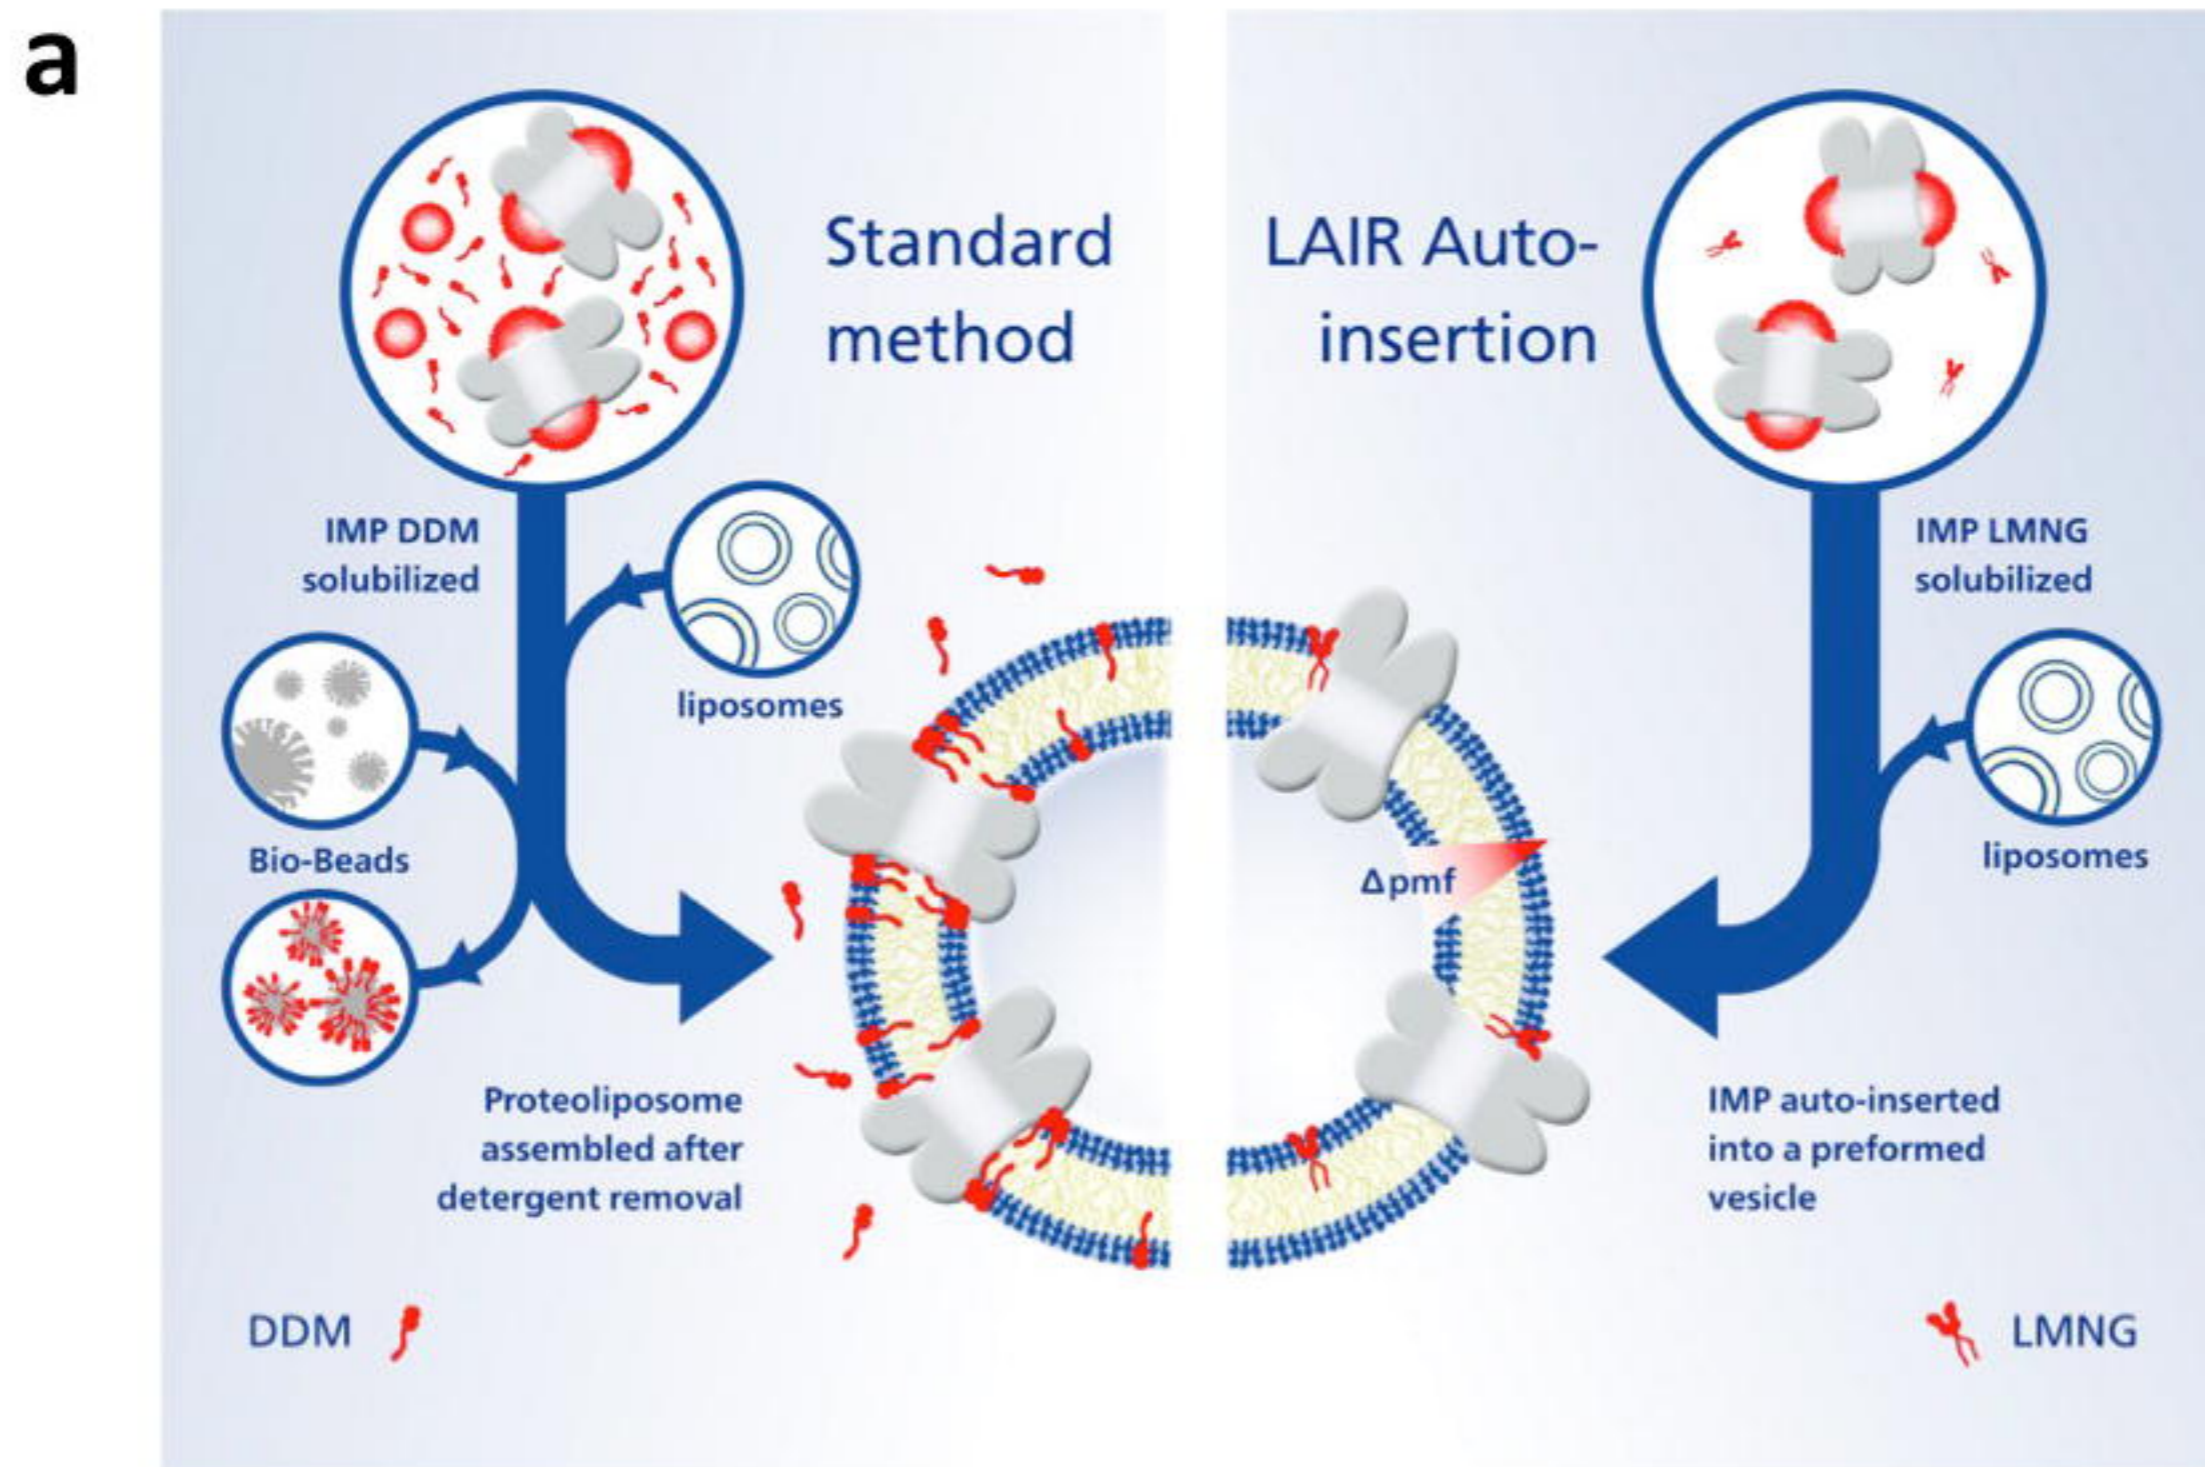 a
Standard
method
IMP DDM
solubilized
liposomes
Bio-Beads
Proteoliposome
assembled after
detergent removal
DDM
LAIR Auto-
insertion
IMP LMNG
solubilized
liposomes
Δpmf
IMP auto-inserted
into a preformed
vesicle
LMNG